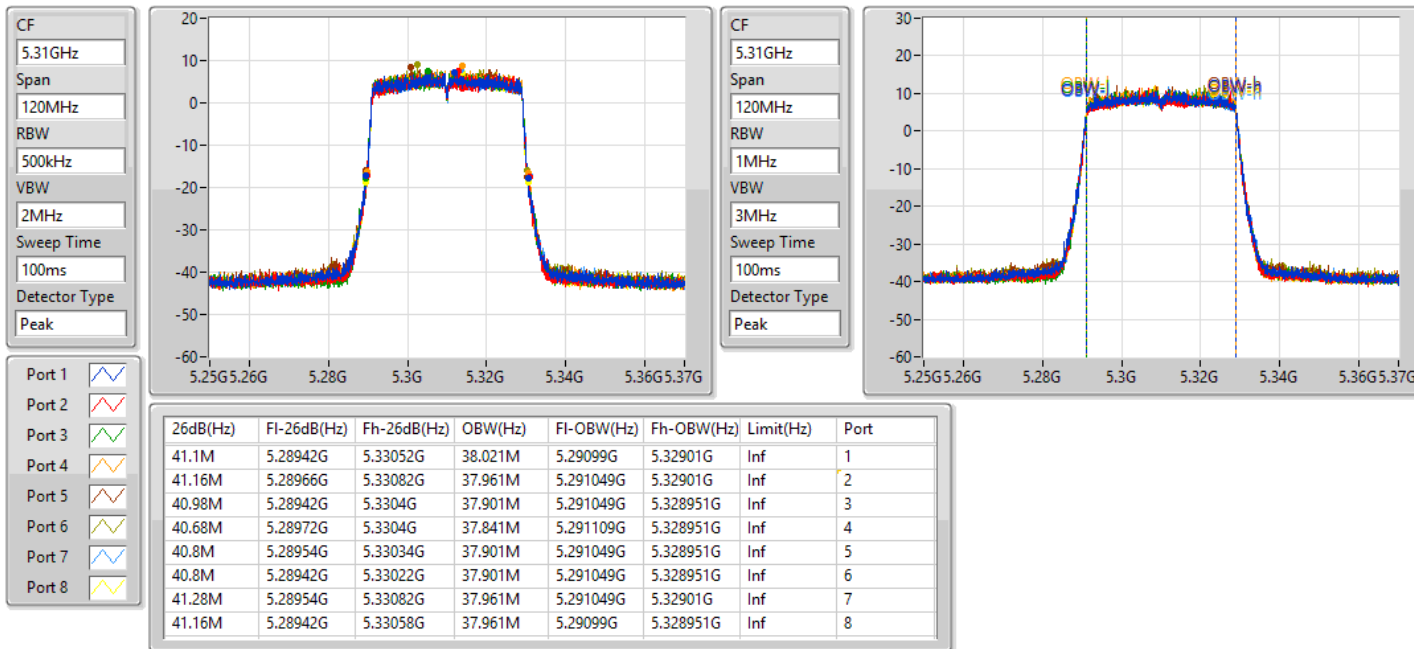 CF
5.31GHz
Span
120MHz
RBW
500kHz
VBW
2MHz
Sweep Time
100ms
Detector Type
Peak
20
10
0
-10
-20
-30
-40
-50
-60
5.25G 5.26G 5.28G 5.3G 5.32G 5.34G 5.36G 5.37G
CF
5.31GHz
Span
120MHz
RBW
1MHz
VBW
3MHz
Sweep Time
100ms
Detector Type
Peak
30
20
10
0
-10
-20
-30
-40
-50
-60
OBW-l OBW-h
5.25G 5.26G 5.28G 5.3G 5.32G 5.34G 5.36G 5.37G
Port 1
Port 2
Port 3
Port 4
Port 5
Port 6
Port 7
Port 8
26dB(Hz) Fl-26dB(Hz) Fh-26dB(Hz) OBW(Hz) Fl-OBW(Hz) Fh-OBW(Hz) Limit(Hz) Port
41.1M 5.28942G 5.33052G 38.021M 5.29099G 5.32901G Inf 1
41.16M 5.28966G 5.33082G 37.961M 5.291049G 5.32901G Inf 2
40.98M 5.28942G 5.3304G 37.901M 5.291049G 5.328951G Inf 3
40.68M 5.28972G 5.3304G 37.841M 5.291109G 5.328951G Inf 4
40.8M 5.28954G 5.33034G 37.901M 5.291049G 5.328951G Inf 5
40.8M 5.28942G 5.33022G 37.901M 5.291049G 5.328951G Inf 6
41.28M 5.28954G 5.33082G 37.961M 5.291049G 5.32901G Inf 7
41.16M 5.28942G 5.33058G 37.961M 5.29099G 5.328951G Inf 8